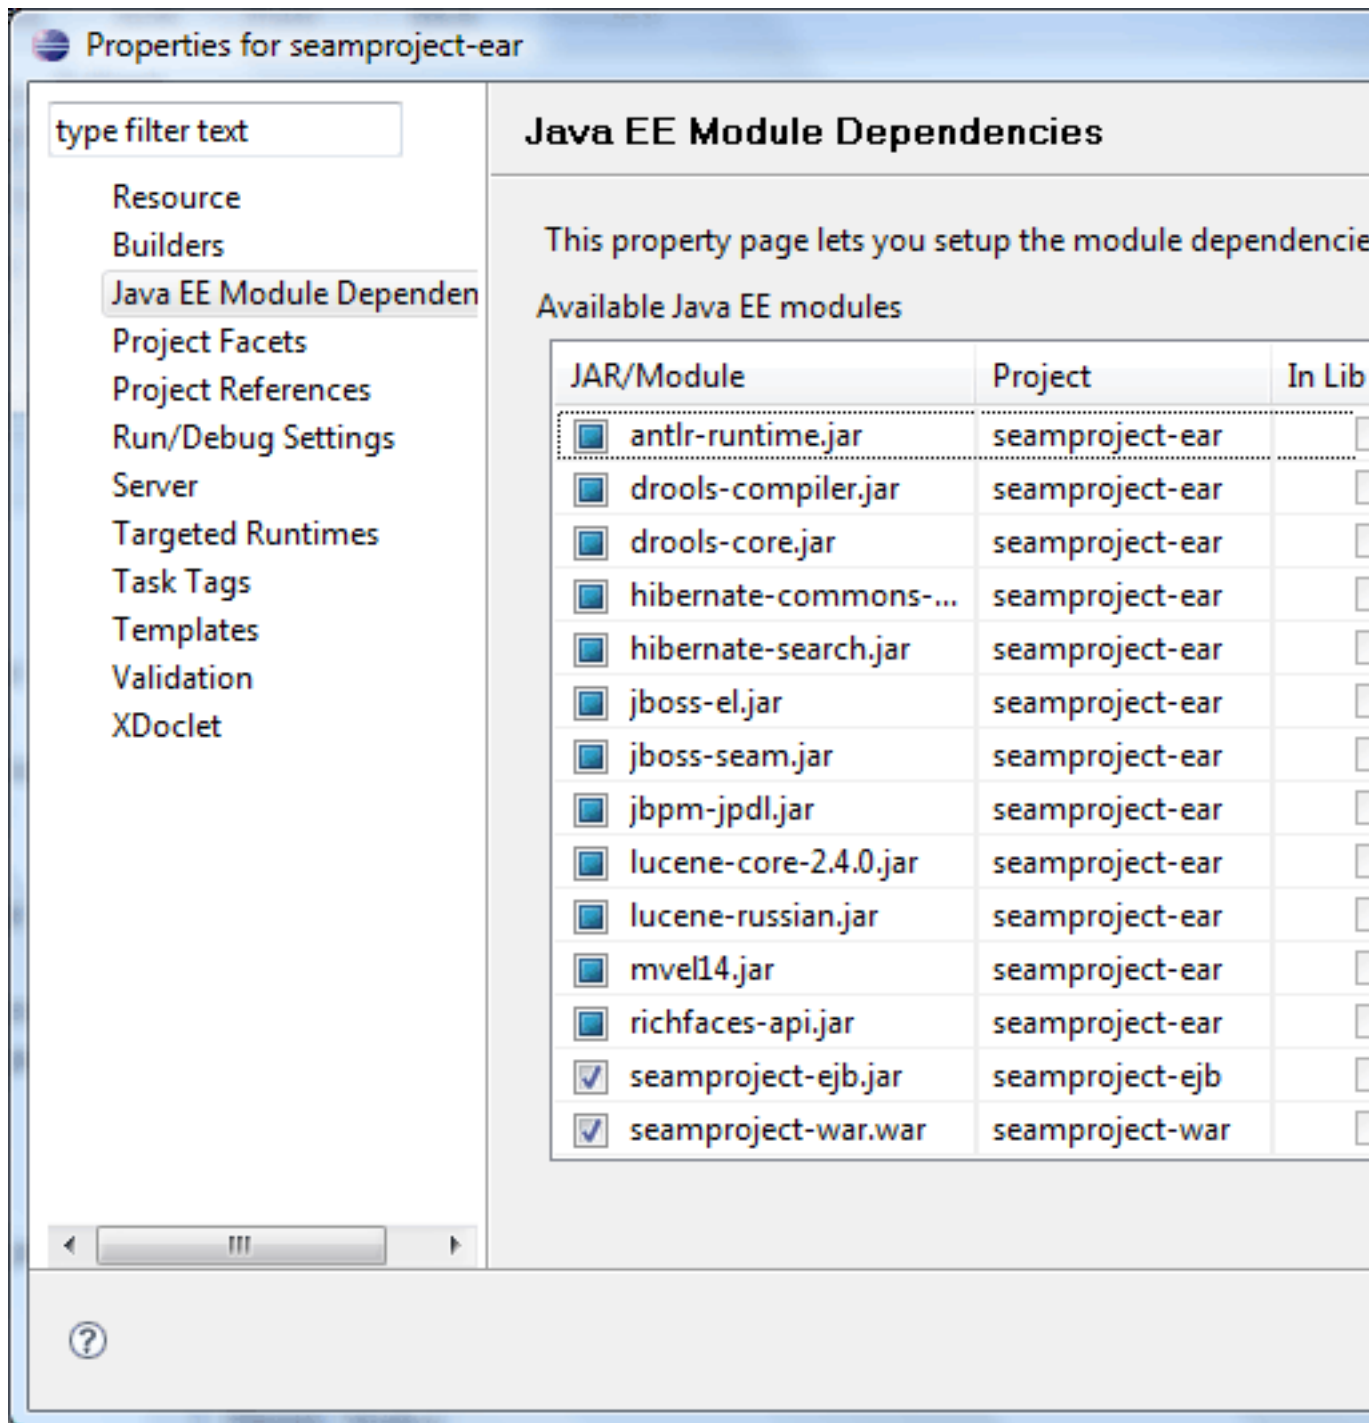 Properties for seamproject-ear
type filter text
Resource
Builders
Java EE Module Dependen
Project Facets
Project References
Run/Debug Settings
Server
Targeted Runtimes
Task Tags
Templates
Validation
XDoclet
Java EE Module Dependencies
This property page lets you setup the module dependencie
Available Java EE modules
JAR/Module Project In Lib
antlr-runtime.jar seamproject-ear
drools-compiler.jar seamproject-ear
drools-core.jar seamproject-ear
hibernate-commons-... seamproject-ear
hibernate-search.jar seamproject-ear
jboss-el.jar seamproject-ear
jboss-seam.jar seamproject-ear
jbpm-jpdl.jar seamproject-ear
lucene-core-2.4.0.jar seamproject-ear
lucene-russian.jar seamproject-ear
mvel14.jar seamproject-ear
richfaces-api.jar seamproject-ear
seamproject-ejb.jar seamproject-ejb
seamproject-war.war seamproject-war
?